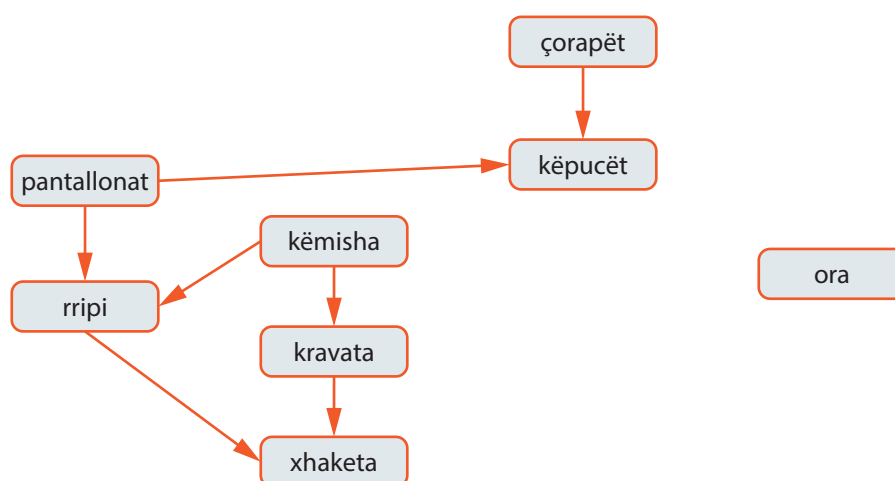 çorapët
këpucët
pantallonat
këmisha
ora
rripi
kravata
xhaketa